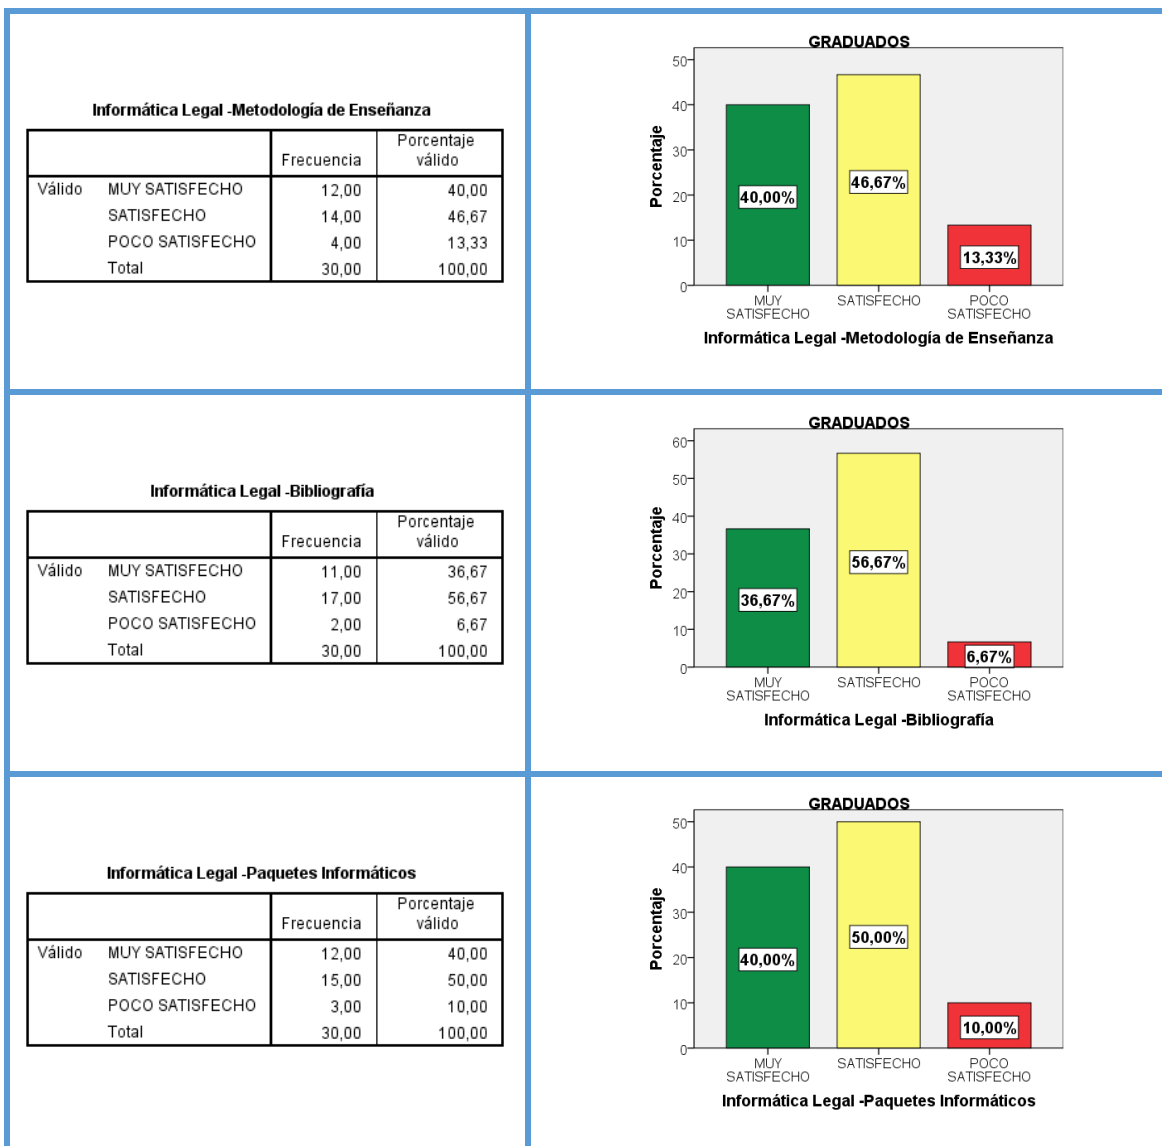 Informática Legal -Metodología de Enseñanza
Frecuencia Porcentaje válido
Válido MUY SATISFECHO 12,00 40,00
SATISFECHO 14,00 46,67
POCO SATISFECHO 4,00 13,33
Total 30,00 100,00
GRADUADOS
Porcentaje
50
40
30
20
10
0
40,00%
46,67%
13,33%
MUY SATISFECHO
SATISFECHO
POCO SATISFECHO
Informática Legal -Metodología de Enseñanza
Informática Legal -Bibliografía
Frecuencia Porcentaje válido
Válido MUY SATISFECHO 11,00 36,67
SATISFECHO 17,00 56,67
POCO SATISFECHO 2,00 6,67
Total 30,00 100,00
GRADUADOS
Porcentaje
60
50
40
30
20
10
0
36,67%
56,67%
6,67%
MUY SATISFECHO
SATISFECHO
POCO SATISFECHO
Informática Legal -Bibliografía
Informática Legal -Paquetes Informáticos
Frecuencia Porcentaje válido
Válido MUY SATISFECHO 12,00 40,00
SATISFECHO 15,00 50,00
POCO SATISFECHO 3,00 10,00
Total 30,00 100,00
GRADUADOS
Porcentaje
50
40
30
20
10
0
40,00%
50,00%
10,00%
MUY SATISFECHO
SATISFECHO
POCO SATISFECHO
Informática Legal -Paquetes Informáticos